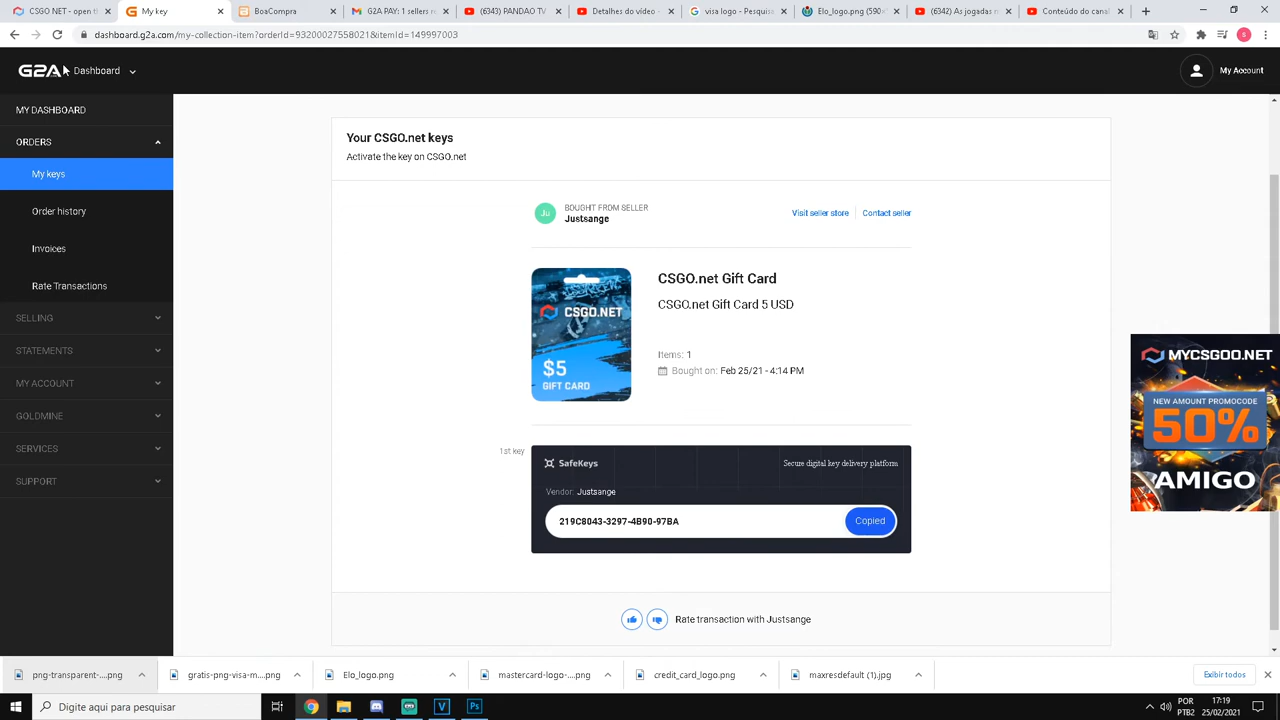 CSGO NET - open th
My key
BoaCompra
G2A PAY: 1 sellers r
(6343) PANDAO TV
Detalhes do vídeo -
visa logo - Pesquisa
Elo_logo.png (590×
(6342) As jogadas n
Conteúdo do canal
dashboard.g2a.com/my-collection-item?orderId=93200027558021&itemId=149997003
S
G2A
Dashboard
My Account
MY DASHBOARD
ORDERS
My keys
Order history
Invoices
Rate Transactions
SELLING
STATEMENTS
MY ACCOUNT
GOLDMINE
SERVICES
SUPPORT
Your CSGO.net keys
Activate the key on CSGO.net
Ju
BOUGHT FROM SELLER
Justsange
Visit seller store
Contact seller
CSGO.NET
$5
GIFT CARD
CSGO.net Gift Card
CSGO.net Gift Card 5 USD
Items: 1
Bought on: Feb 25/21 - 4:14 PM
1st key
SafeKeys
Secure digital key delivery platform
Vendor: Justsange
219C8043-3297-4B90-97BA
Copied
Rate transaction with Justsange
MYCSGOO.NET
NEW AMOUNT PROMOCODE
50%
AMIGO
png-transparent-....png
gratis-png-visa-m....png
Elo_logo.png
mastercard-logo-....png
credit_card_logo.png
maxresdefault (1).jpg
Exibir todos
Digite aqui para pesquisar
V
Ps
POR
PTB2
17:19
25/02/2021